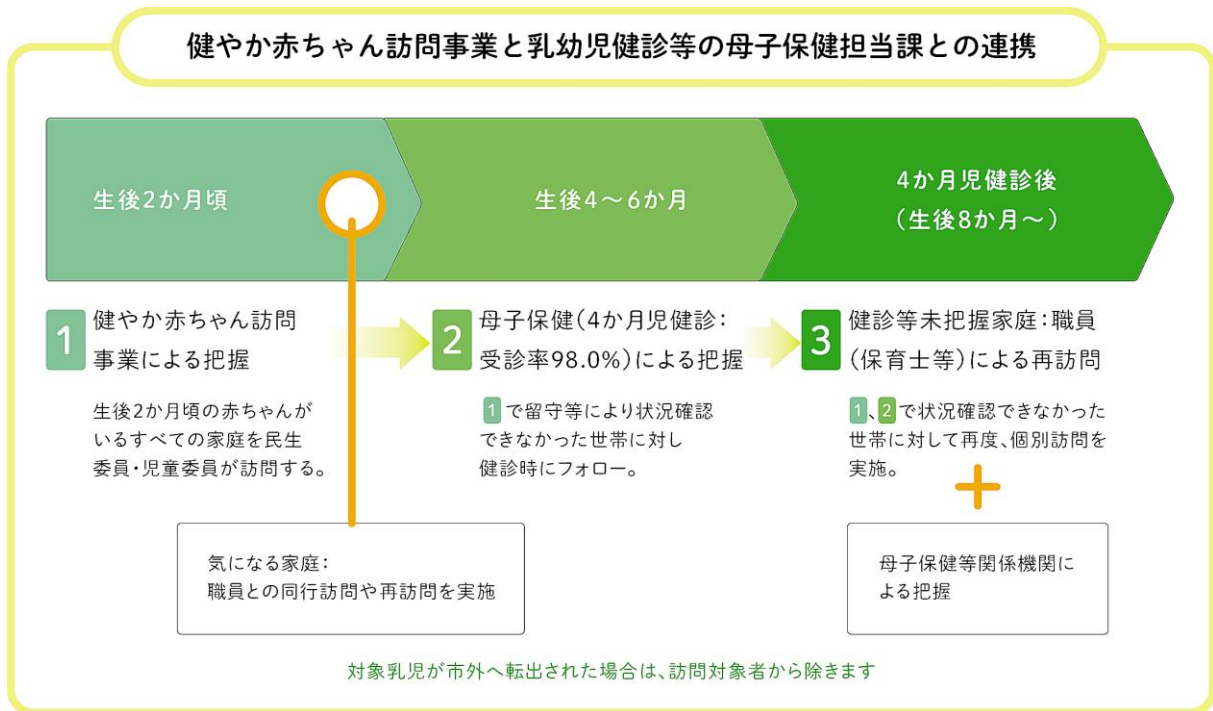 健やか赤ちゃん訪問事業と乳幼児健診等の母子保健担当課との連携
生後2か月頃
生後4～6か月
4か月児健診後
（生後8か月～）
1 健やか赤ちゃん訪問
事業による把握
生後2か月頃の赤ちゃんが
いるすべての家庭を民生
委員・児童委員が訪問する。
2 母子保健（4か月児健診：
受診率98.0%）による把握
1 で留守等により状況確認
できなかった世帯に対し
健診時にフォロー。
3 健診等未把握家庭：職員
（保育士等）による再訪問
1、2 で状況確認できなかった
世帯に対して再度、個別訪問を
実施。
気になる家庭：
職員との同行訪問や再訪問を実施
母子保健等関係機関に
よる把握
対象乳児が市外へ転出された場合は、訪問対象者から除きます